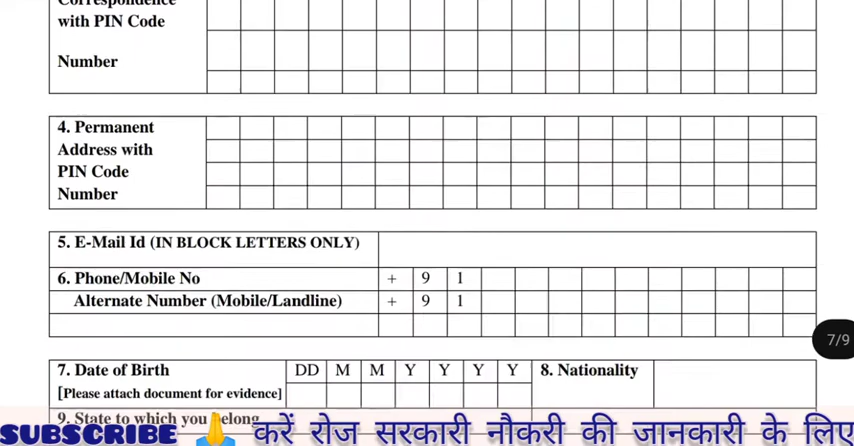 Correspondence
with PIN Code
Number
4. Permanent
Address with
PIN Code
Number
5. E-Mail Id (IN BLOCK LETTERS ONLY)
6. Phone/Mobile No + 9 1
Alternate Number (Mobile/Landline) + 9 1
7/9
7. Date of Birth DD M M Y Y Y Y 8. Nationality
[Please attach document for evidence]
9. State to which you belong
SUBSCRIBE 🙏 करें रोज सरकारी नौकरी की जानकारी के लिए